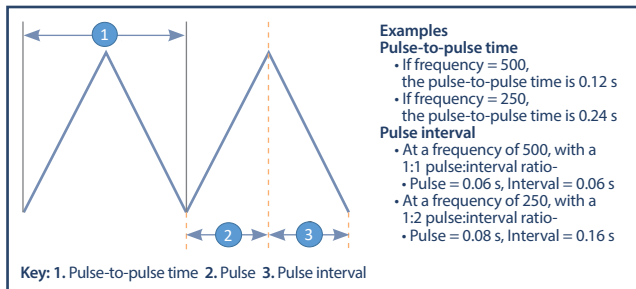 1
2
3
Examples
Pulse-to-pulse time
• If frequency = 500,
the pulse-to-pulse time is 0.12 s
• If frequency = 250,
the pulse-to-pulse time is 0.24 s
Pulse interval
• At a frequency of 500, with a
1:1 pulse:interval ratio-
• Pulse = 0.06 s, Interval = 0.06 s
• At a frequency of 250, with a
1:2 pulse:interval ratio-
• Pulse = 0.08 s, Interval = 0.16 s
Key: 1. Pulse-to-pulse time 2. Pulse 3. Pulse interval